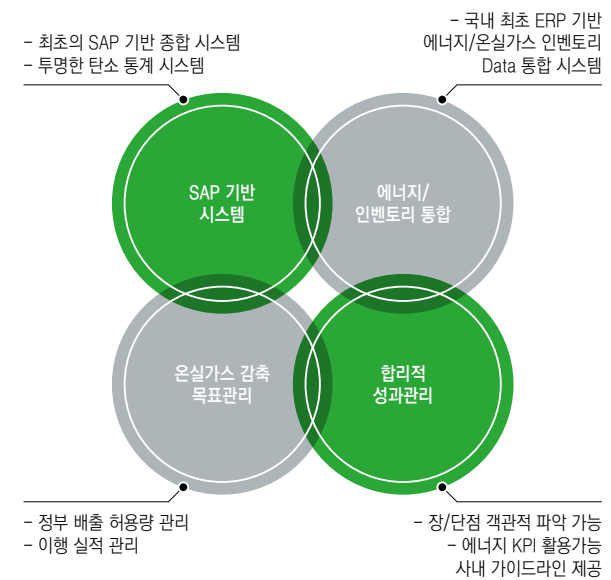 – 최초의 SAP 기반 종합 시스템
– 투명한 탄소 통계 시스템
– 국내 최초 ERP 기반
에너지/온실가스 인벤토리
Data 통합 시스템
SAP 기반
시스템
에너지/
인벤토리 통합
온실가스 감축
목표관리
합리적
성과관리
– 정부 배출 허용량 관리
– 이행 실적 관리
– 장/단점 객관적 파악 가능
– 에너지 KPI 활용가능
사내 가이드라인 제공